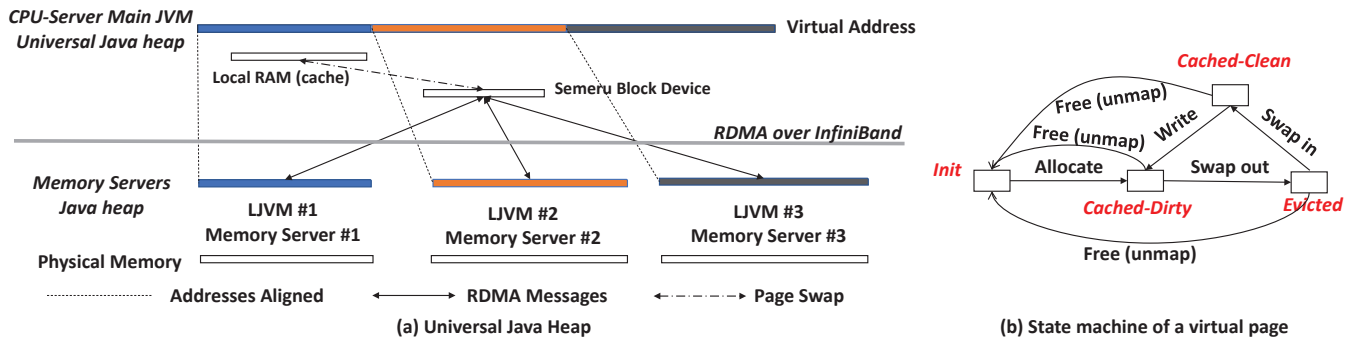 CPU-Server Main JVM
Universal Java heap
Virtual Address
Local RAM (cache)
Semeru Block Device
RDMA over InfiniBand
Memory Servers
Java heap
LJVM #1
Memory Server #1
LJVM #2
Memory Server #2
LJVM #3
Memory Server #3
Physical Memory
Addresses Aligned
RDMA Messages
Page Swap
(a) Universal Java Heap
Cached-Clean
Free (unmap)
Free (unmap)
Write
Swap in
Init
Allocate
Swap out
Cached-Dirty
Evicted
Free (unmap)
(b) State machine of a virtual page